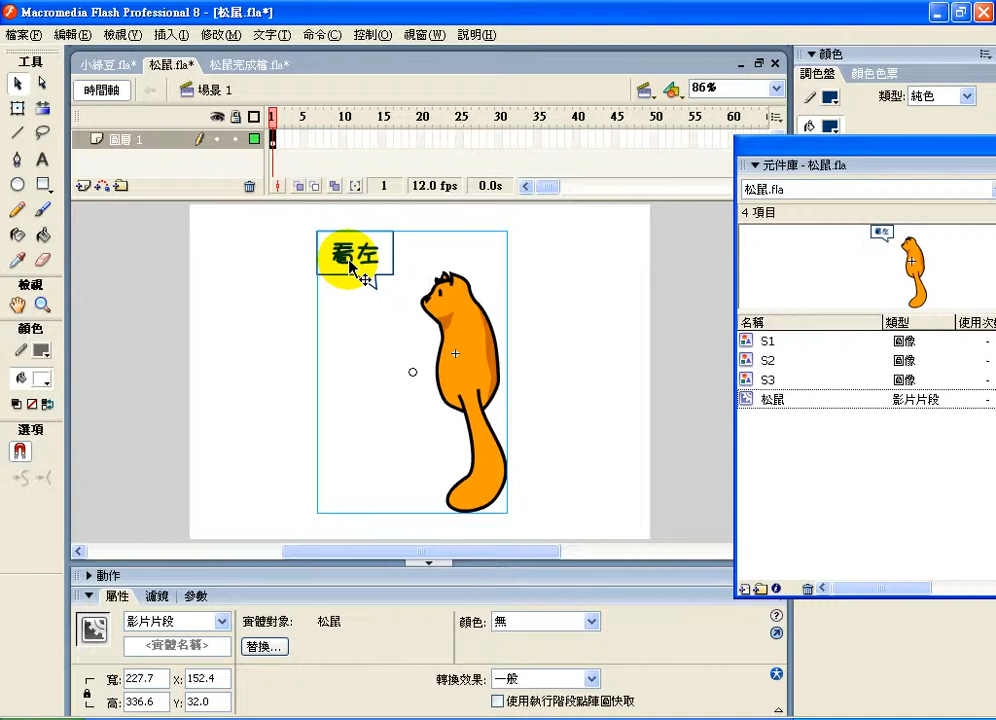 Macromedia Flash Professional 8 - [松鼠.fla*]
檔案(F) 編輯(E) 檢視(V) 插入(I) 修改(M) 文字(T) 命令(C) 控制(O) 視窗(W) 說明(H)
工具
小綠豆.fla* 松鼠.fla* 松鼠完成檔.fla*
顏色
調色盤 顏色色票
時間軸 場景 1 86%
類型: 純色
1 5 10 15 20 25 30 35 40 45 50 55 60
圖層 1
1 12.0 fps 0.0s
元件庫 - 松鼠.fla
松鼠.fla
4 項目
看左
看左
檢視
顏色
選項
名稱 類型 使用次
S1 圖像 -
S2 圖像 -
S3 圖像 -
松鼠 影片片段 -
動作
屬性 濾鏡 參數
影片片段 實體對象: 松鼠 顏色: 無
<實體名稱> 替換...
寬: 227.7 X: 152.4 轉換效果: 一般
高: 336.6 Y: 32.0 使用執行階段點陣圖快取